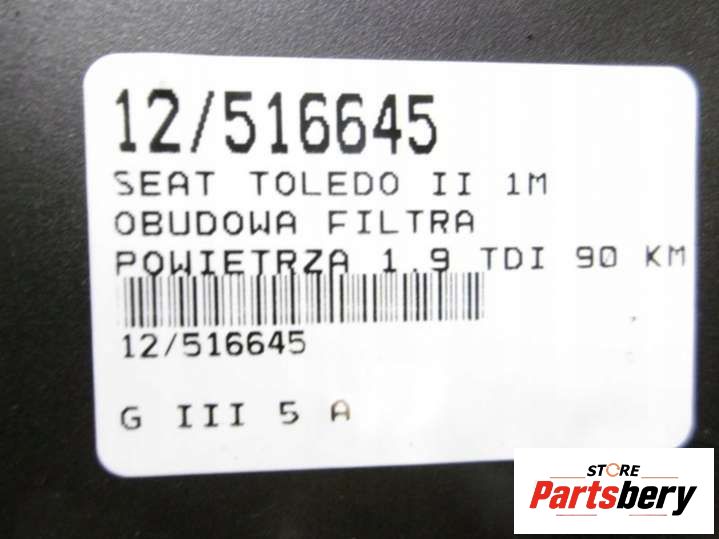 12/516645
SEAT TOLEDO II 1M
OBUDOWA FILTRA
POWIETRZA 1.9 TDI 90 KM
12/516645
G III 5 A
STORE
Partsbery